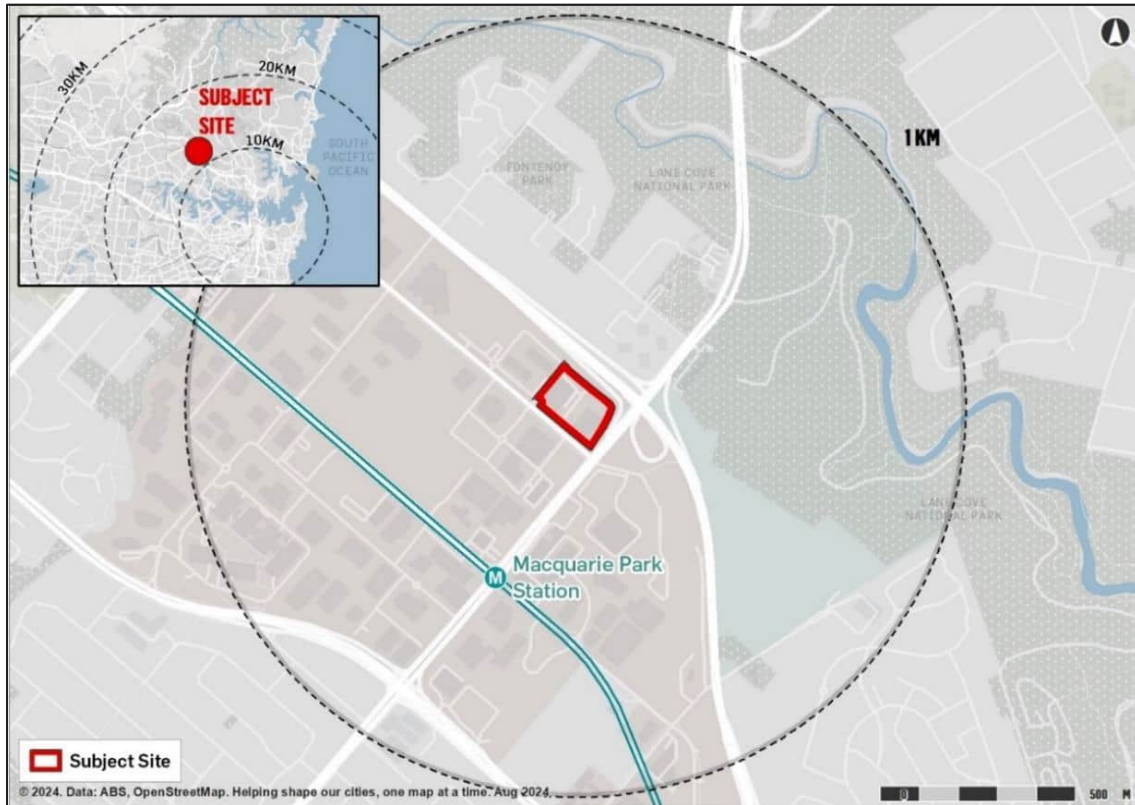 30KM
20KM
SUBJECT
SITE
10KM
SOUTH
PACIFIC
OCEAN
1 KM
FONTENOY
PARK
LANE COVE
NATIONAL PARK
LANE COVE
NATIONAL PARK
M
Macquarie Park
Station
Subject Site
© 2024. Data: ABS, OpenStreetMap. Helping shape our cities, one map at a time. Aug 2024.
0 500 M